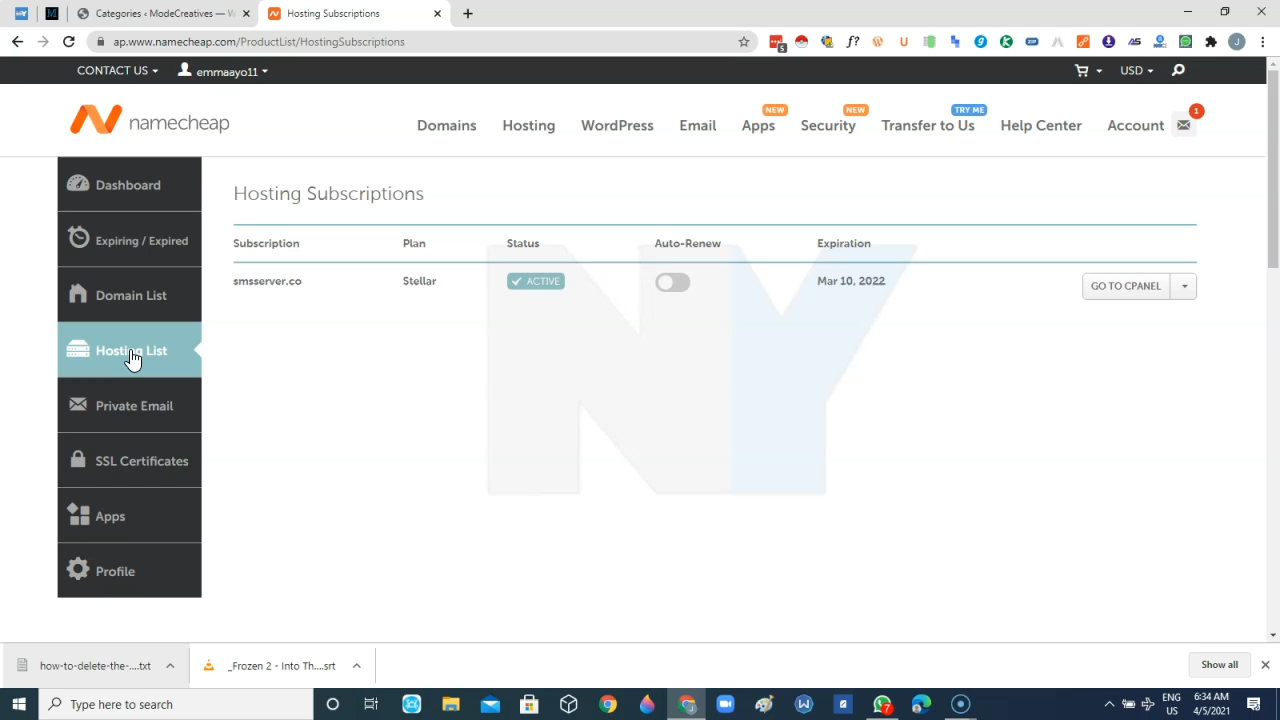 Categories ‹ ModeCreatives — W
Hosting Subscriptions
ap.www.namecheap.com/ProductList/HostingSubscriptions
CONTACT US
emmaayo11
USD
namecheap
NEW
NEW
TRY ME
1
Domains
Hosting
WordPress
Email
Apps
Security
Transfer to Us
Help Center
Account
Dashboard
Expiring / Expired
Domain List
Hosting List
Private Email
SSL Certificates
Apps
Profile
Hosting Subscriptions
Subscription Plan Status Auto-Renew Expiration
smsserver.co Stellar ACTIVE Mar 10, 2022 GO TO CPANEL
NY
how-to-delete-the-....txt
_Frozen 2 - Into Th....srt
Show all
Type here to search
7
ENG
US
6:34 AM
4/5/2021